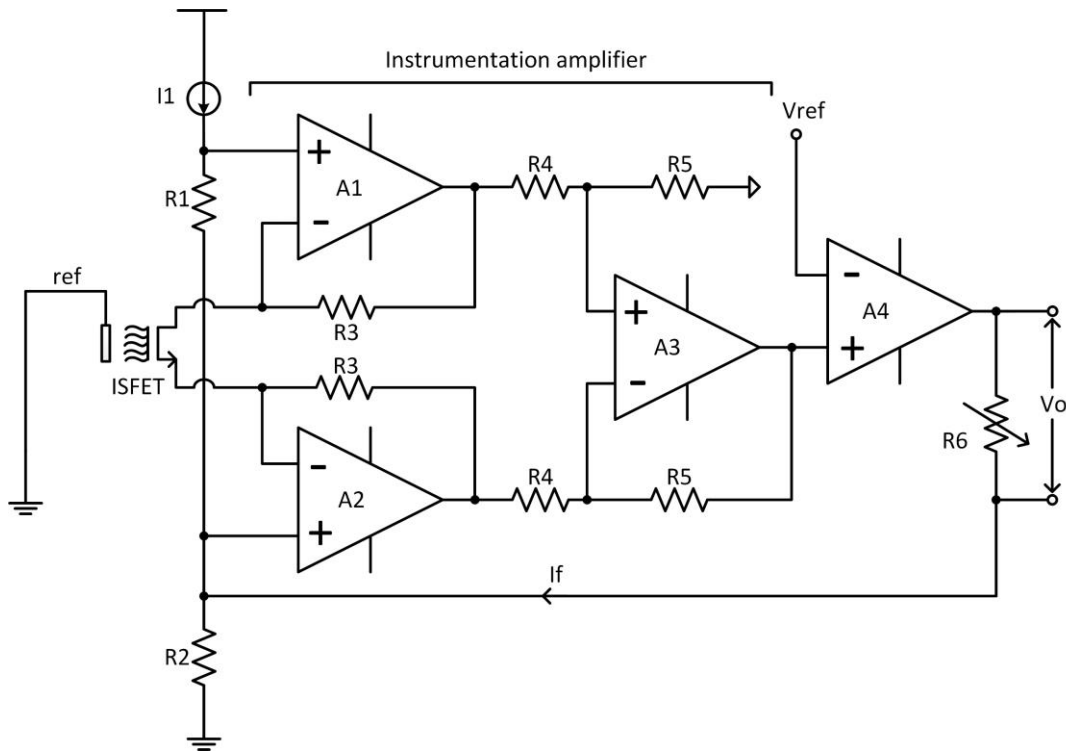 Instrumentation amplifier
I1
Vref
+
A1
-
R4
R5
R1
ref
-
A4
+
R3
+
A3
-
R3
ISFET
Vo
R6
-
A2
+
R4
R5
If
R2